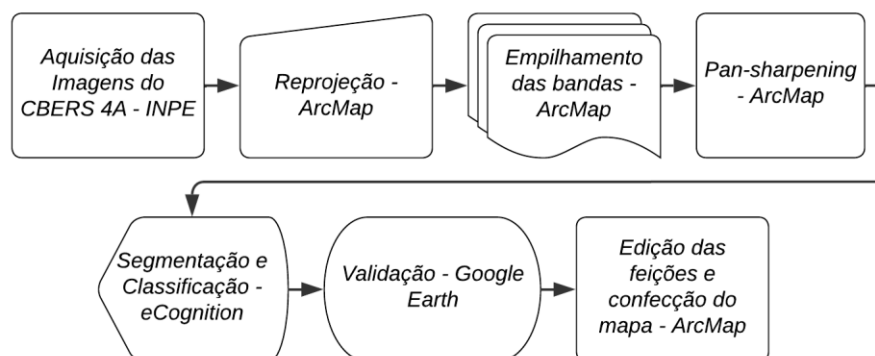 Aquisição das
Imagens do
CBERS 4A - INPE
Reprojeção -
ArcMap
Empilhamento
das bandas -
ArcMap
Pan-sharpening
- ArcMap
Segmentação e
Classificação -
eCognition
Validação - Google
Earth
Edição das
feições e
confecção do
mapa - ArcMap